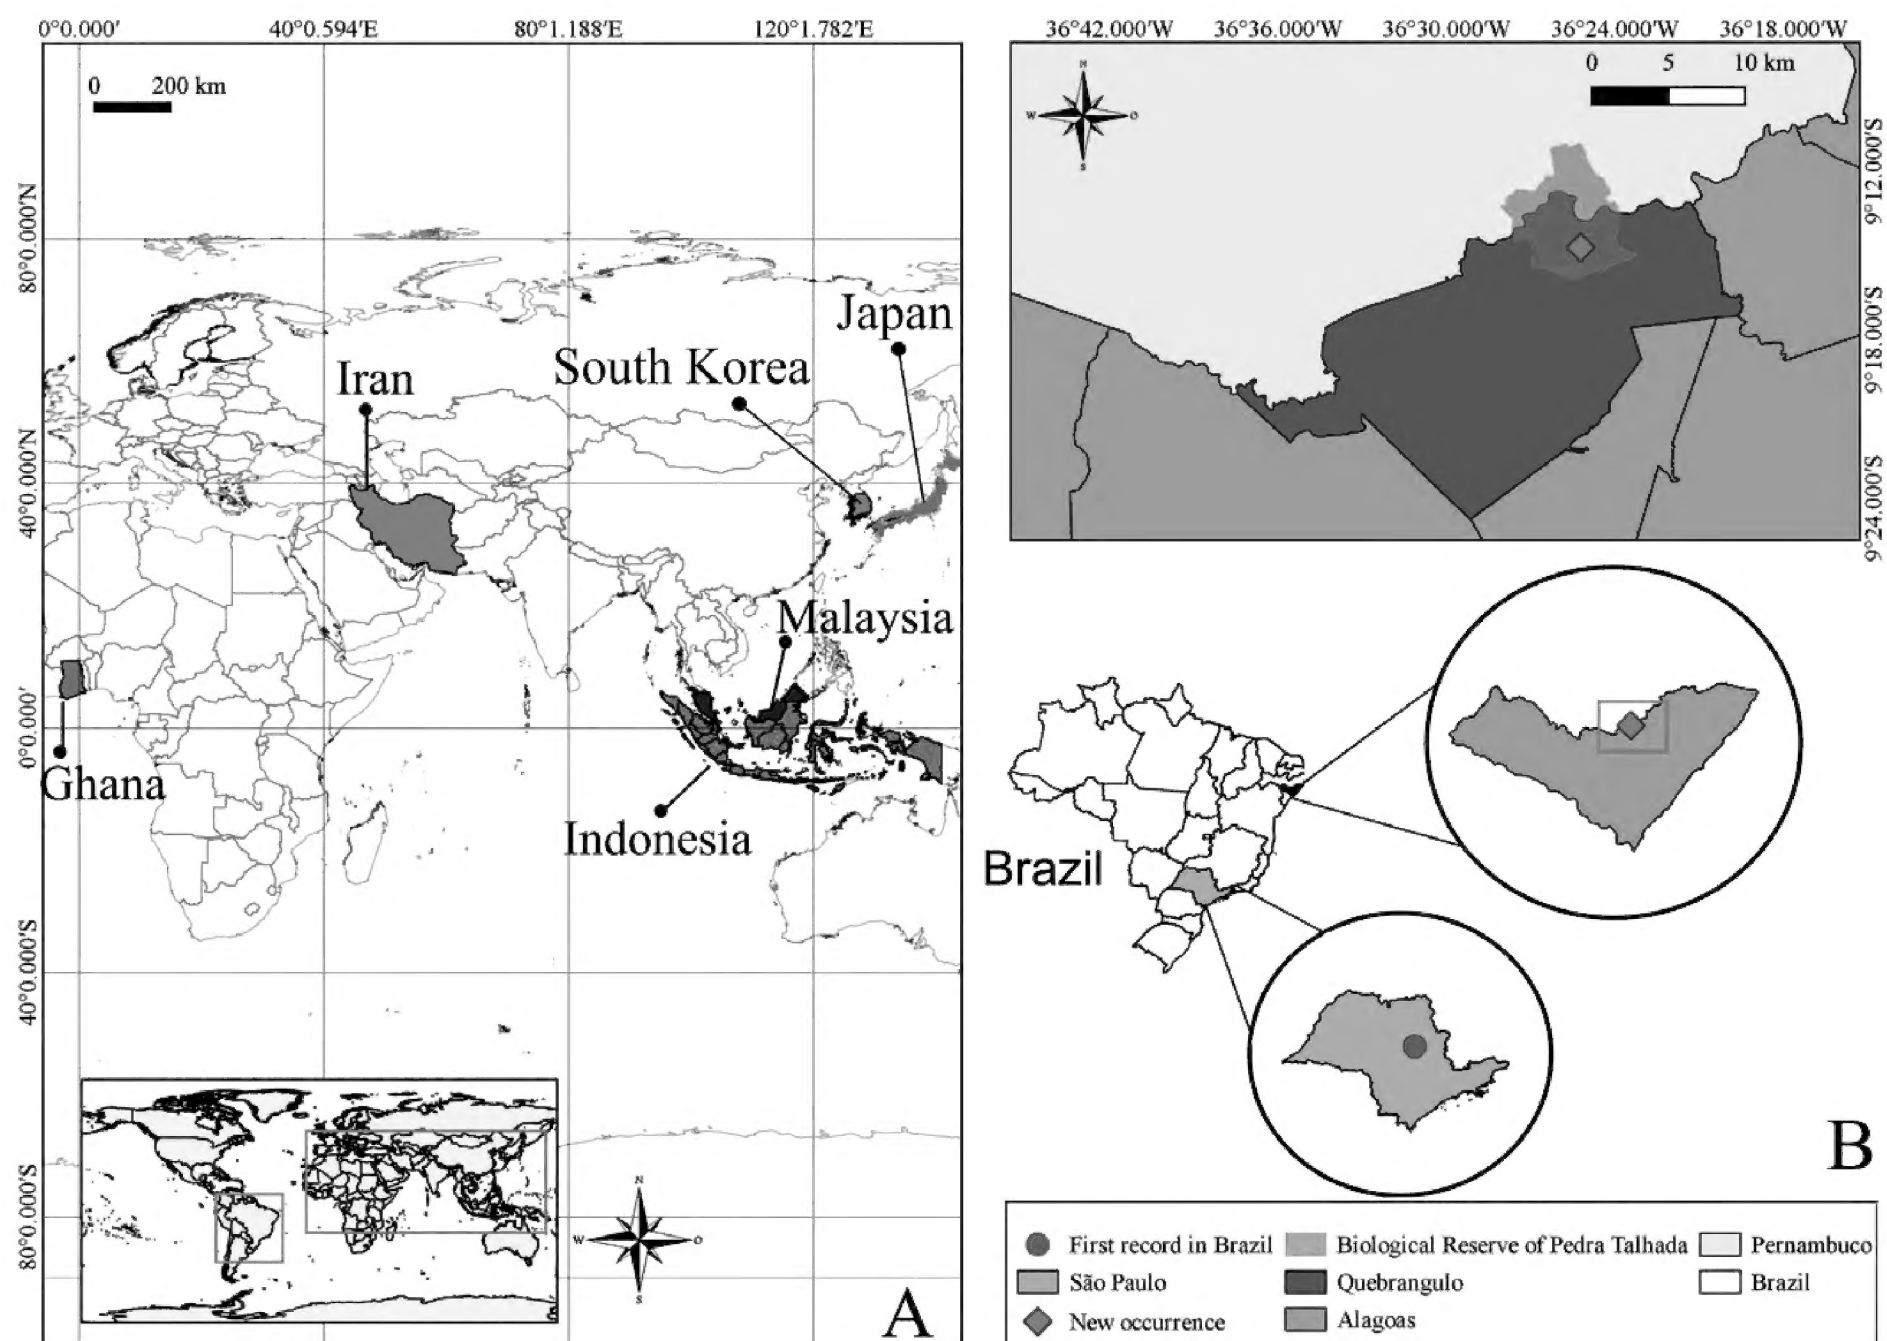 0°0.000'
40°0.594'E
80°1.188'E
120°1.782'E
0 200 km
80°0.000'N
40°0.000'N
0°0.000'
40°0.000'S
80°0.000'S
Japan
South Korea
Iran
Malaysia
Ghana
Indonesia
N
W O
S
A
36°42.000'W
36°36.000'W
36°30.000'W
36°24.000'W
36°18.000'W
0 5 10 km
N
W O
S
9°12.000'S
9°18.000'S
9°24.000'S
Brazil
B
First record in Brazil
São Paulo
New occurrence
Biological Reserve of Pedra Talhada
Quebrangulo
Alagoas
Pernambuco
Brazil